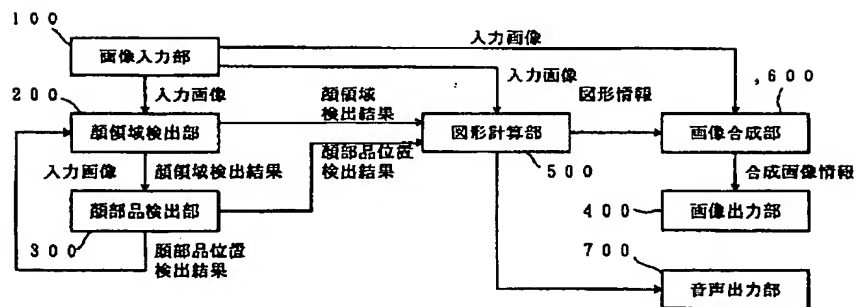 100
画像入力部
入力画像
入力画像
入力画像
200
顔領域検出部
顔領域
検出結果
図形情報
,600
図形計算部
画像合成部
入力画像
顔領域検出結果
顔部品位置
検出結果
500
合成画像情報
顔部品検出部
400
画像出力部
300
顔部品位置
検出結果
700
音声出力部